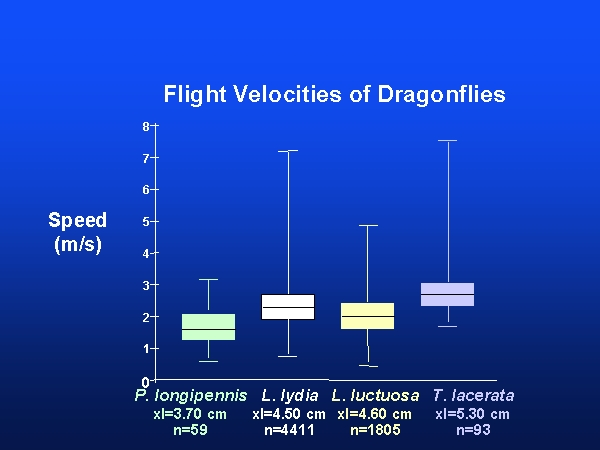 Flight Velocities of Dragonflies
8
7
6
Speed
(m/s)
5
4
3
2
1
0
P. longipennis L. lydia L. luctuosa T. lacerata
xl=3.70 cm xl=4.50 cm xl=4.60 cm xl=5.30 cm
n=59 n=4411 n=1805 n=93